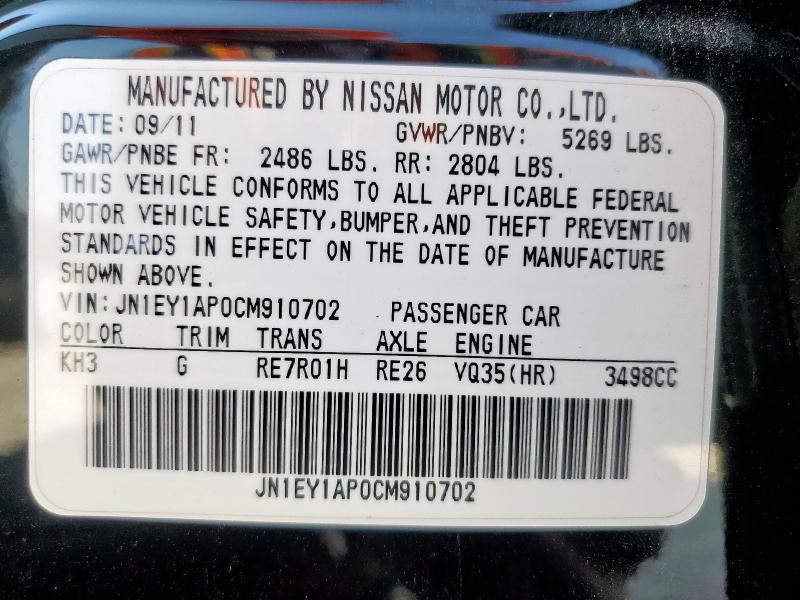 MANUFACTURED BY NISSAN MOTOR CO.,LTD.
DATE: 09/11 GVWR/PNBV: 5269 LBS.
GAWR/PNBE FR: 2486 LBS. RR: 2804 LBS.
THIS VEHICLE CONFORMS TO ALL APPLICABLE FEDERAL
MOTOR VEHICLE SAFETY,BUMPER,AND THEFT PREVENTION
STANDARDS IN EFFECT ON THE DATE OF MANUFACTURE
SHOWN ABOVE.
VIN:JN1EY1AP0CM910702 PASSENGER CAR
COLOR TRIM TRANS AXLE ENGINE
KH3 G RE7R01H RE26 VQ35(HR) 3498CC
JN1EY1AP0CM910702